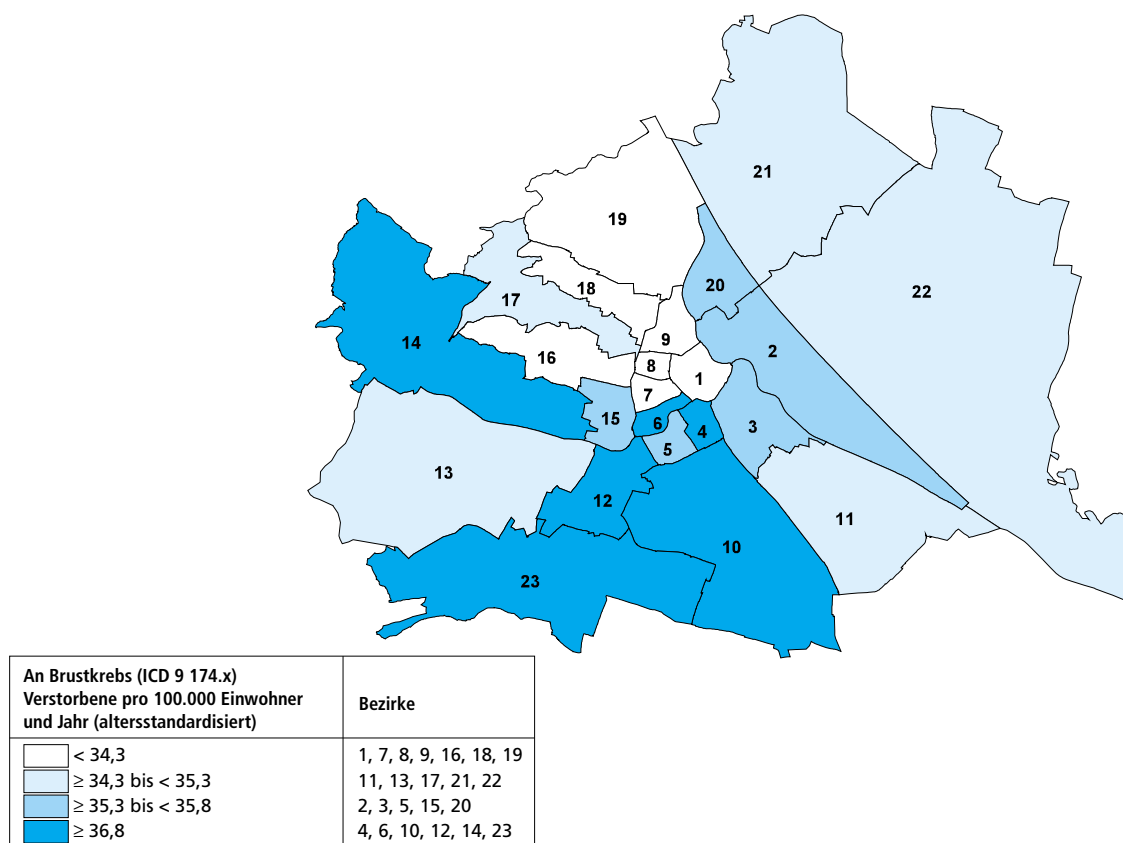 21
19
20
22
18
17
9
2
14
16
8
1
7
15
6
4
3
5
13
12
11
10
23
An Brustkrebs (ICD 9 174.x)
Verstorbene pro 100.000 Einwohner
und Jahr (altersstandardisiert)
Bezirke
< 34,3
1, 7, 8, 9, 16, 18, 19
≥ 34,3 bis < 35,3
11, 13, 17, 21, 22
≥ 35,3 bis < 35,8
2, 3, 5, 15, 20
≥ 36,8
4, 6, 10, 12, 14, 23